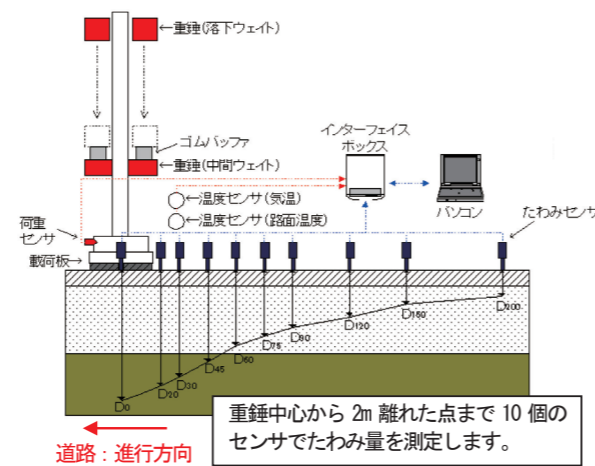 重錘(落下ウェイト)
ゴムバッファ
重錘(中間ウェイト)
インターフェイス
ボックス
パソコン
温度センサ(気温)
温度センサ(路面温度)
たわみセンサ
荷重
センサ
載荷板
D0
D20
D30
D45
D60
D75
D90
D120
D150
D200
重錘中心から 2m 離れた点まで 10 個の
センサでたわみ量を測定します。
道路：進行方向